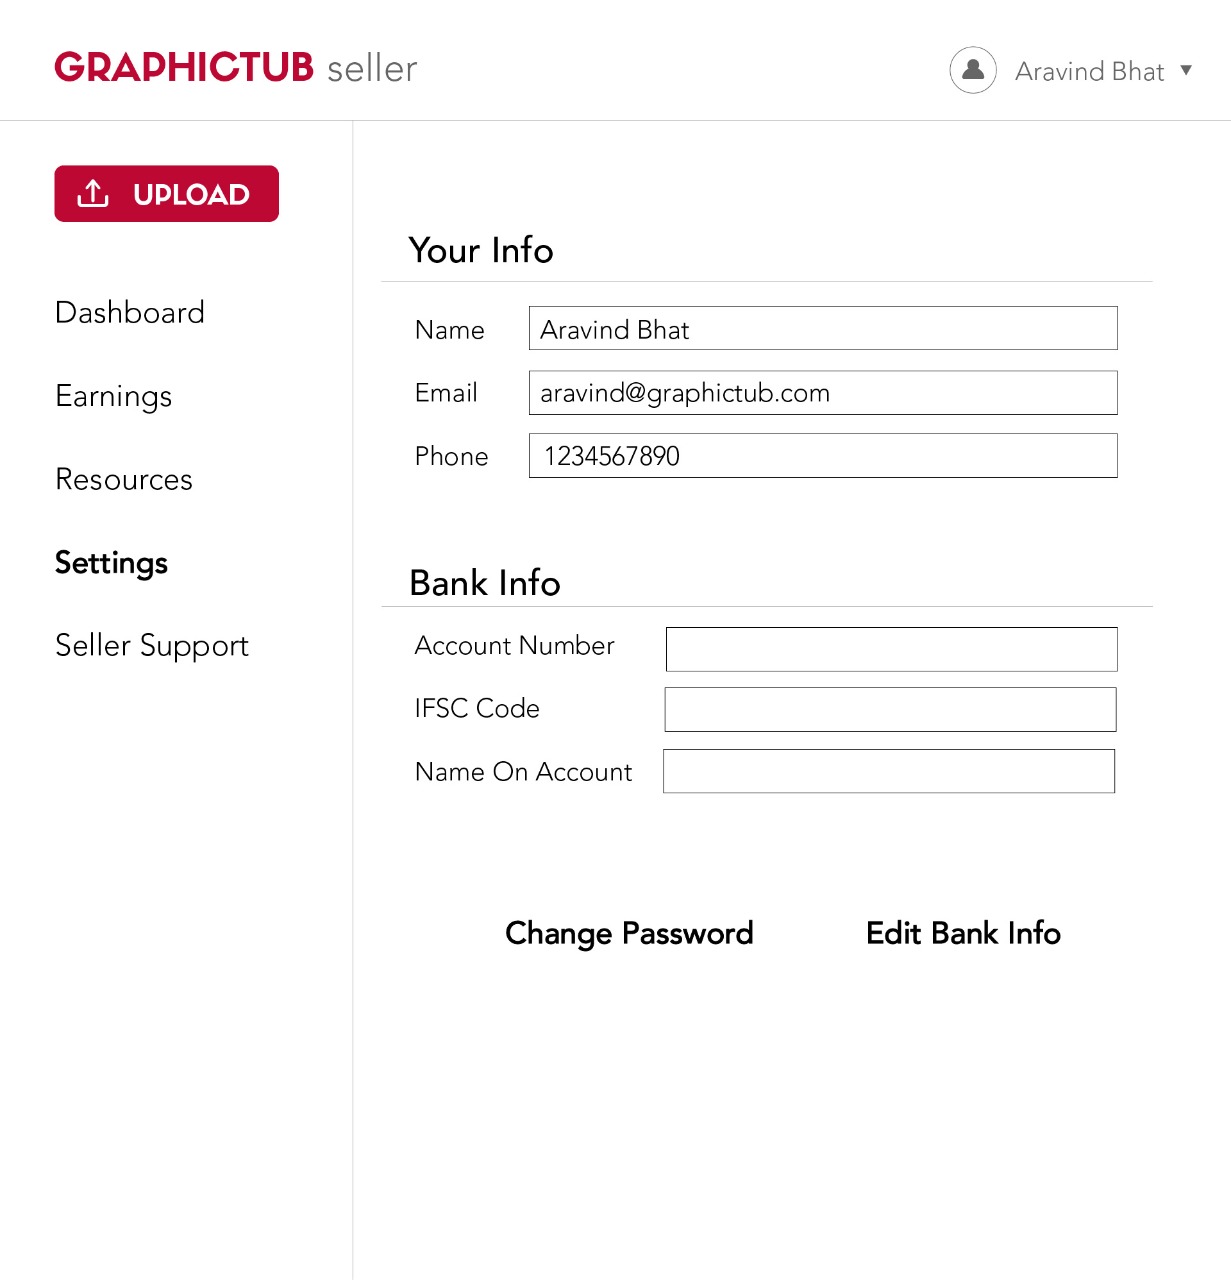 GRAPHICTUB seller
Aravind Bhat ▼
UPLOAD
Dashboard
Earnings
Resources
Settings
Seller Support
Your Info
Name Aravind Bhat
Email aravind@graphictub.com
Phone 1234567890
Bank Info
Account Number
IFSC Code
Name On Account
Change Password
Edit Bank Info